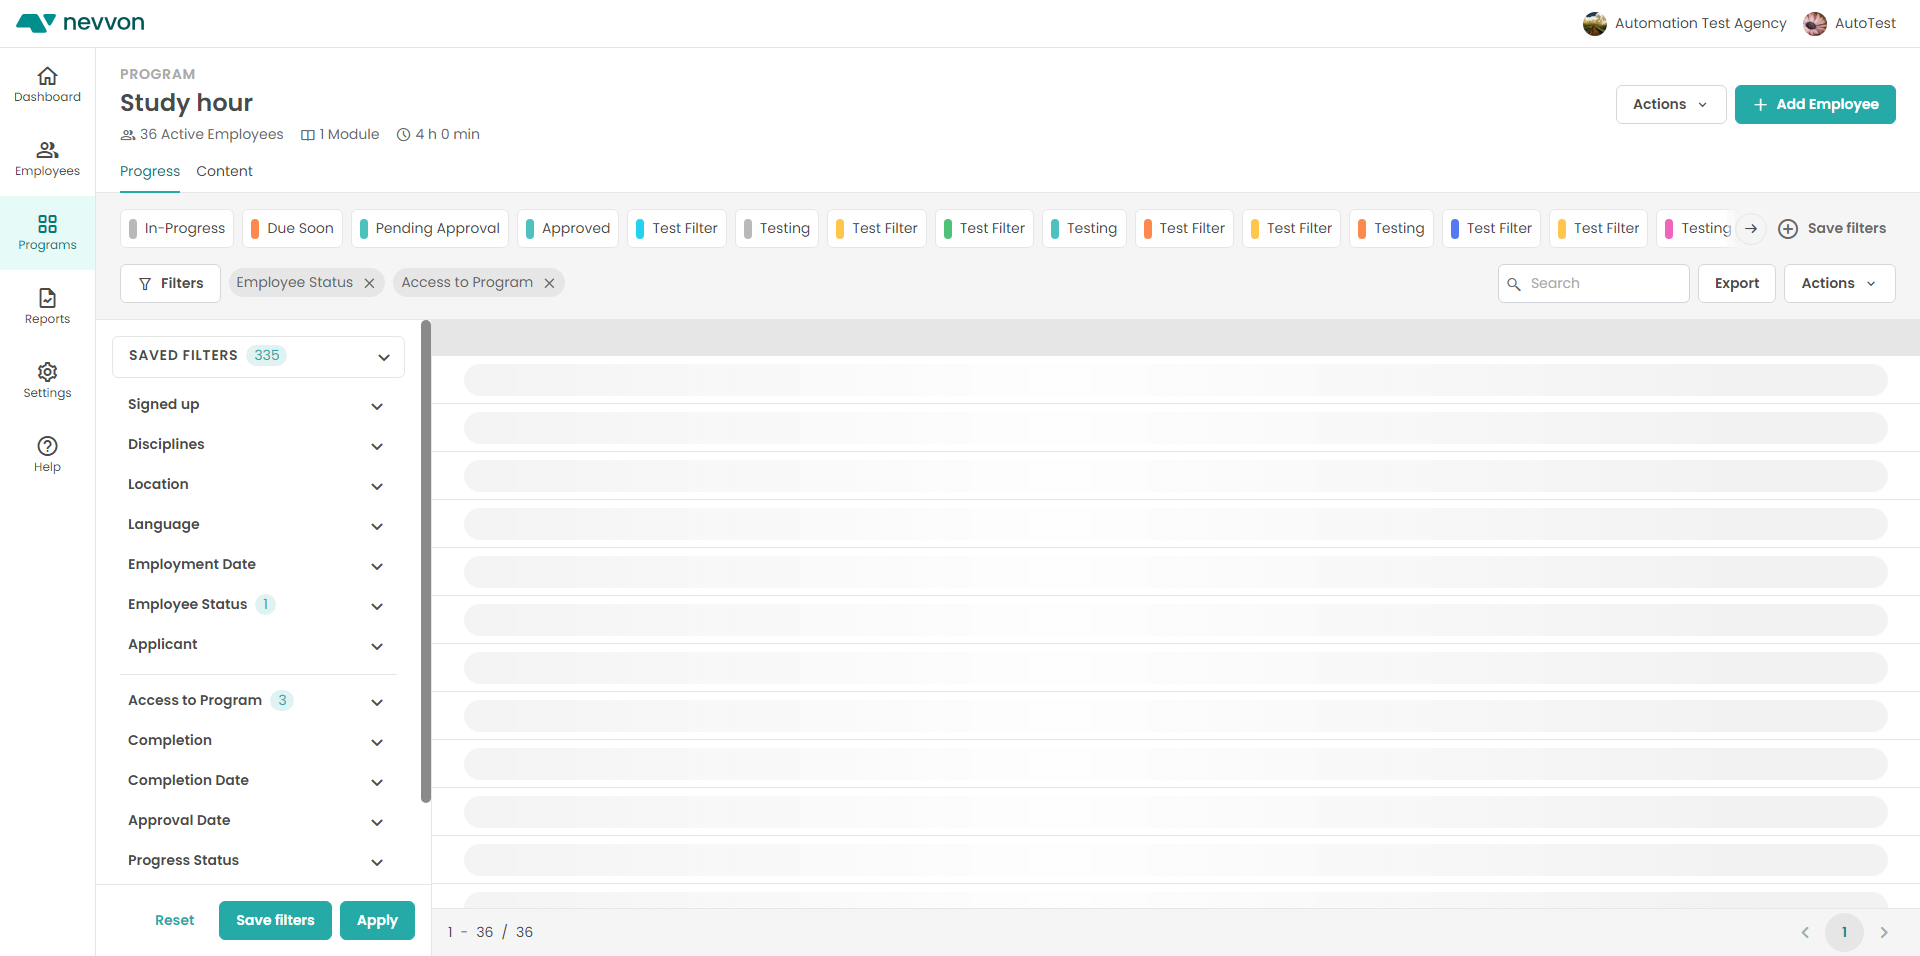 nevvon
Automation Test Agency
AutoTest
Dashboard
Employees
Programs
Reports
Settings
Help
PROGRAM
Study hour
36 Active Employees
1 Module
4 h 0 min
Actions
Add Employee
Progress
Content
In-Progress
Due Soon
Pending Approval
Approved
Test Filter
Testing
Test Filter
Test Filter
Testing
Test Filter
Test Filter
Testing
Test Filter
Test Filter
Testing
Save filters
Filters
Employee Status
Access to Program
Search
Export
Actions
SAVED FILTERS 335
Signed up
Disciplines
Location
Language
Employment Date
Employee Status 1
Applicant
Access to Program 3
Completion
Completion Date
Approval Date
Progress Status
Reset
Save filters
Apply
1 - 36 / 36
1